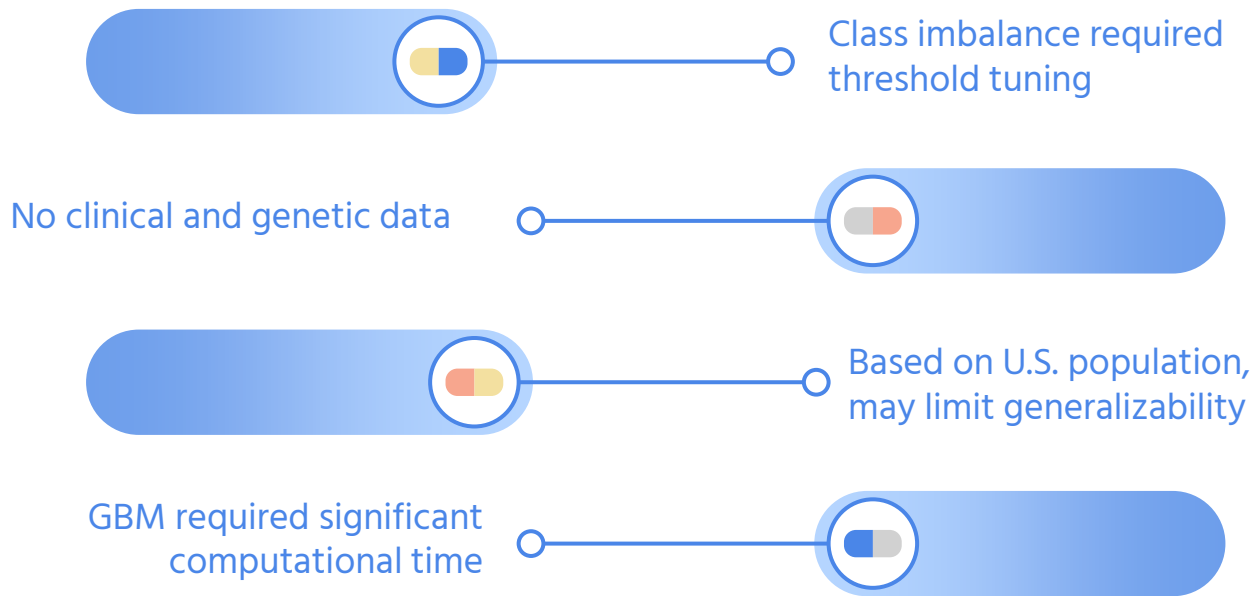 Class imbalance required
threshold tuning
No clinical and genetic data
Based on U.S. population,
may limit generalizability
GBM required significant
computational time